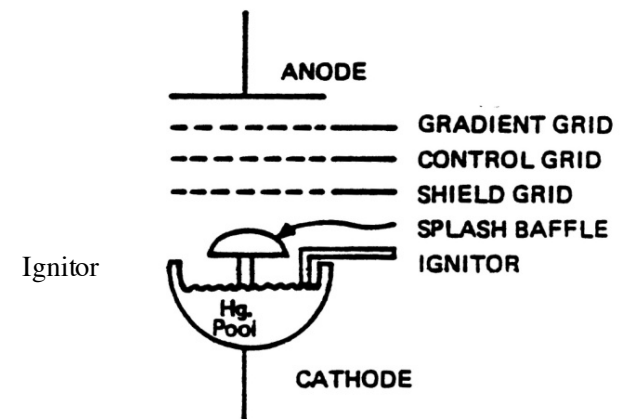 ANODE
GRADIENT GRID
CONTROL GRID
SHIELD GRID
SPLASH BAFFLE
IGNITOR
Ignitor
Hg.
Pool
CATHODE